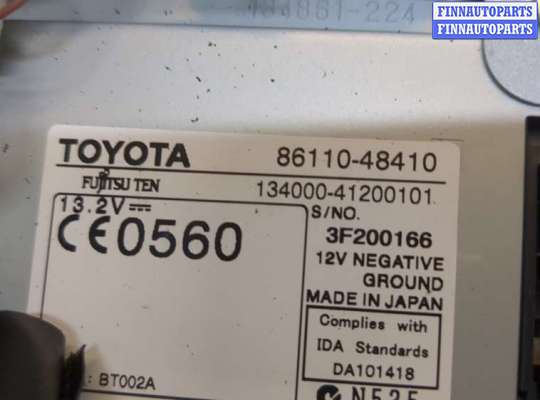 FINNAUTOPARTS
FINNAUTOPARTS
FINNAUTOPARTS
TOYOTA 86110-48410
FUJITSU TEN 134000-41200101
13.2V S/NO.
CE0560 3F200166
12V NEGATIVE
GROUND
MADE IN JAPAN
Complies with
IDA Standards
DA101418
: BT002A